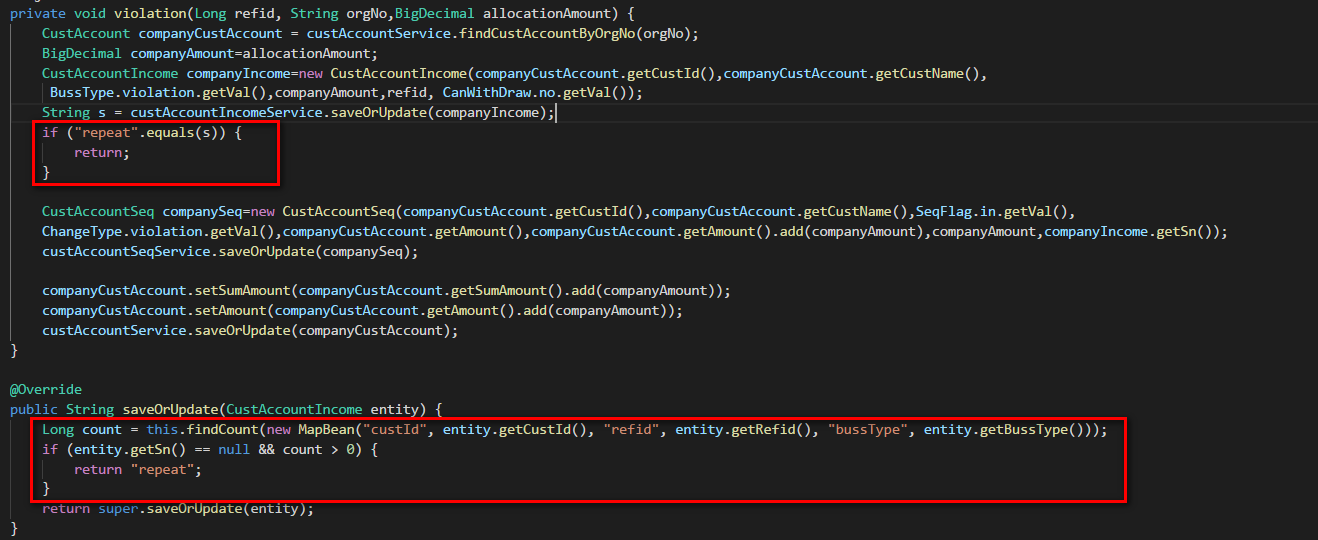 private void violation(Long refid, String orgNo,BigDecimal allocationAmount) {
CustAccount companyCustAccount = custAccountService.findCustAccountByOrgNo(orgNo);
BigDecimal companyAmount=allocationAmount;
CustAccountIncome companyIncome=new CustAccountIncome(companyCustAccount.getCustId(),companyCustAccount.getCustName(),
BussType.violation.getVal(),companyAmount,refid, CanWithDraw.no.getVal());
String s = custAccountIncomeService.saveOrUpdate(companyIncome);
if ("repeat".equals(s)) {
return;
}
CustAccountSeq companySeq=new CustAccountSeq(companyCustAccount.getCustId(),companyCustAccount.getCustName(),SeqFlag.in.getVal(),
ChangeType.violation.getVal(),companyCustAccount.getAmount(),companyCustAccount.getAmount().add(companyAmount),companyAmount,companyIncome.getSn());
custAccountSeqService.saveOrUpdate(companySeq);
companyCustAccount.setSumAmount(companyCustAccount.getSumAmount().add(companyAmount));
companyCustAccount.setAmount(companyCustAccount.getAmount().add(companyAmount));
custAccountService.saveOrUpdate(companyCustAccount);
}
@Override
public String saveOrUpdate(CustAccountIncome entity) {
Long count = this.findCount(new MapBean("custId", entity.getCustId(), "refid", entity.getRefid(), "bussType", entity.getBussType()));
if (entity.getSn() == null && count > 0) {
return "repeat";
}
return super.saveOrUpdate(entity);
}